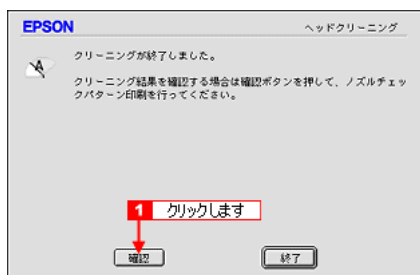 EPSON
ヘッドクリーニング
クリーニングが終了しました。
クリーニング結果を確認する場合は確認ボタンを押して、ノズルチェッ
クパターン印刷を行ってください。
1 クリックします
確認
終了